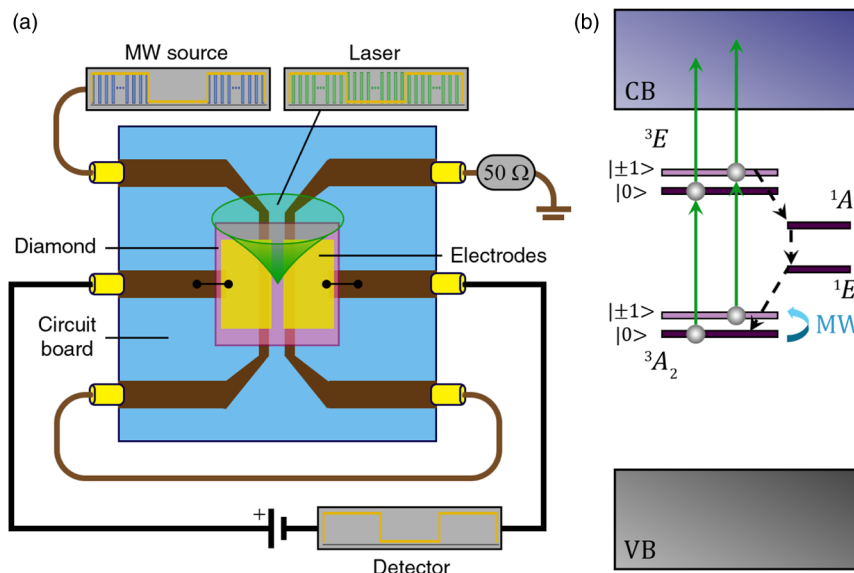 (a)
MW source
Laser
50 Ω
Diamond
Electrodes
Circuit
board
+
Detector
(b)
CB
³E
|±1>
|0>
¹A
¹E
|±1>
|0>
MW
³A₂
VB